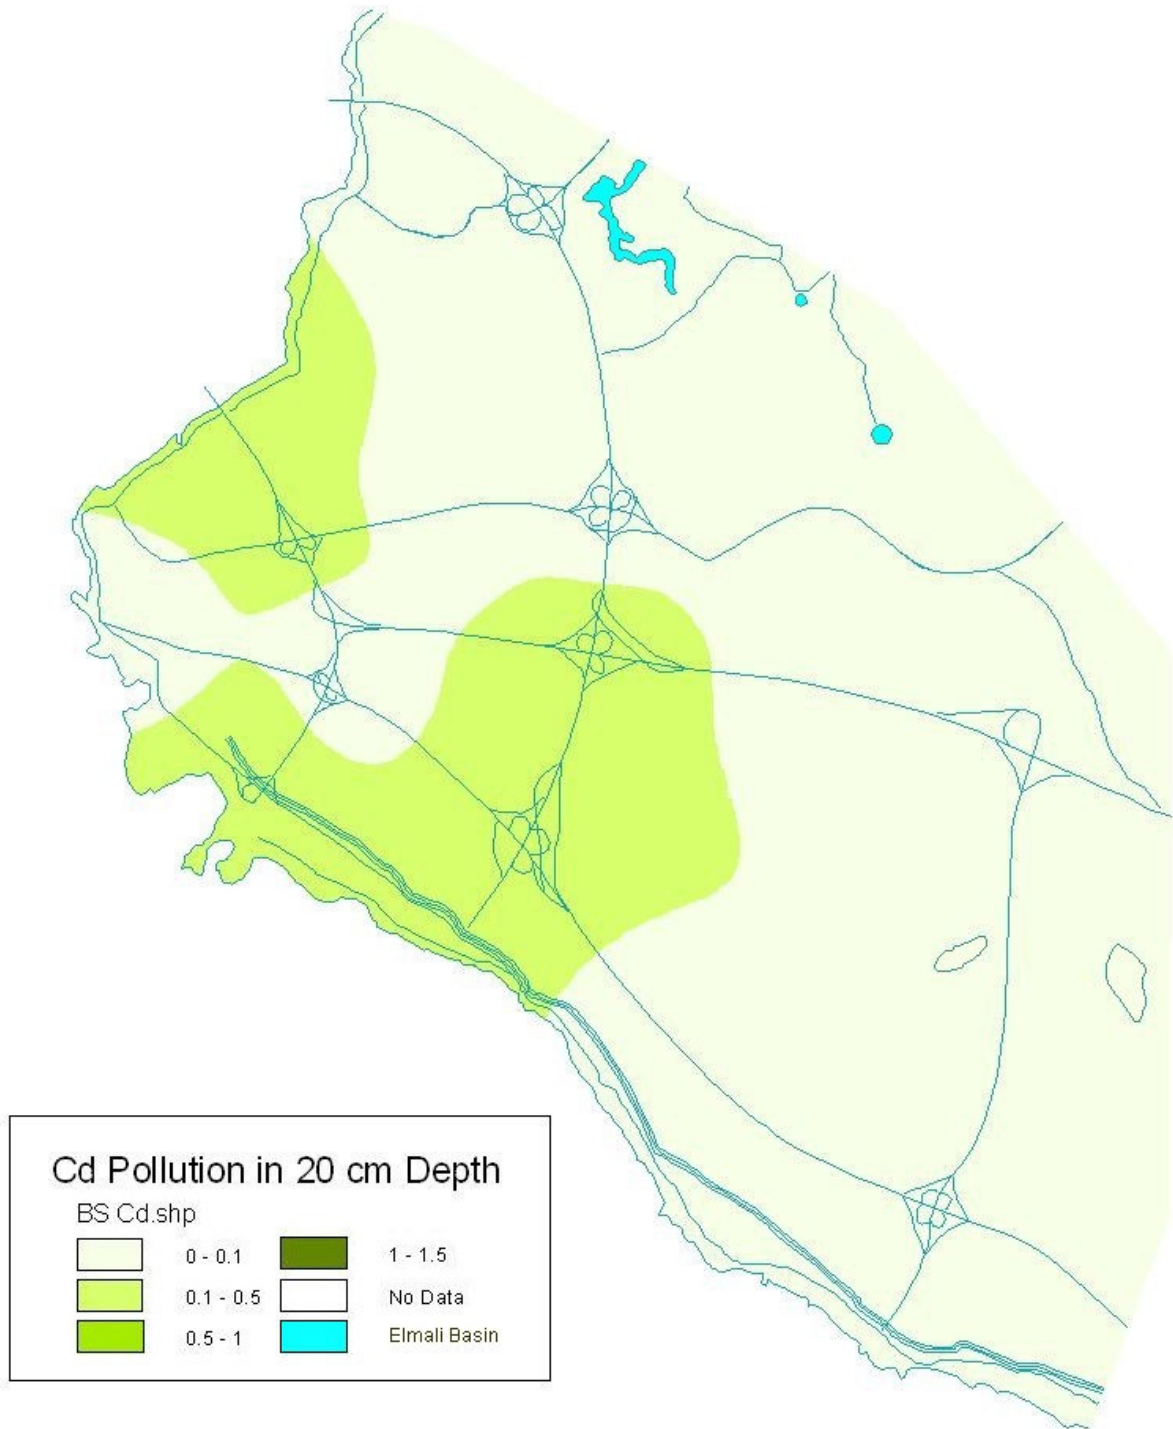 Cd Pollution in 20 cm Depth
BS Cd.shp
0 - 0.1
1 - 1.5
0.1 - 0.5
No Data
0.5 - 1
Elmali Basin